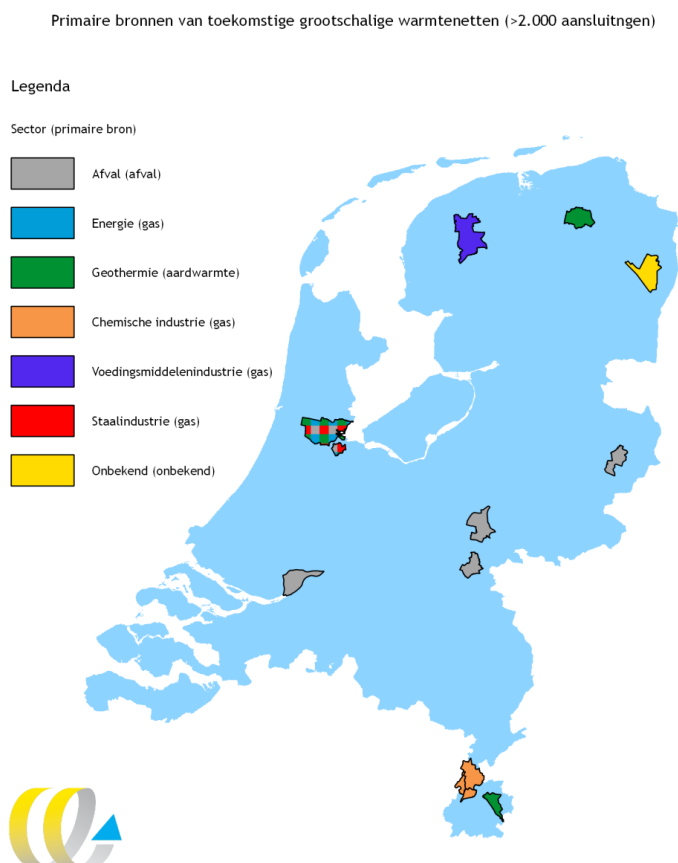 Primaire bronnen van toekomstige grootschalige warmtenetten (>2.000 aansluitngen)
Legenda
Sector (primaire bron)
Afval (afval)
Energie (gas)
Geothermie (aardwarmte)
Chemische industrie (gas)
Voedingsmiddelenindustrie (gas)
Staalindustrie (gas)
Onbekend (onbekend)